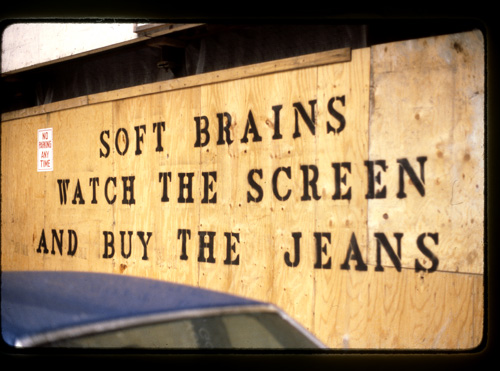 NO
PARKING
ANY
TIME
SOFT BRAINS
WATCH THE SCREEN
AND BUY THE JEANS